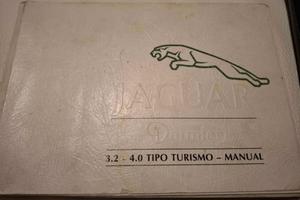 JAGUAR
Daimler
3.2 - 4.0 TIPO TURISMO – MANUAL